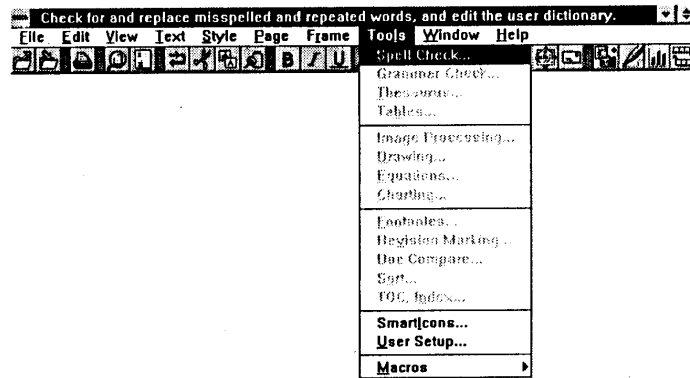 Check for and replace misspelled and repeated words, and edit the user dictionary.
File Edit View Text Style Page Frame Tools Window Help
B I U
Spell Check...
Grammar Check...
Thesaurus...
Tables...
Image Processing...
Drawing...
Equations...
Charting...
Footnotes...
Revision Marking...
Doc Compare...
Sort...
TOC, Index...
SmartIcons...
User Setup...
Macros